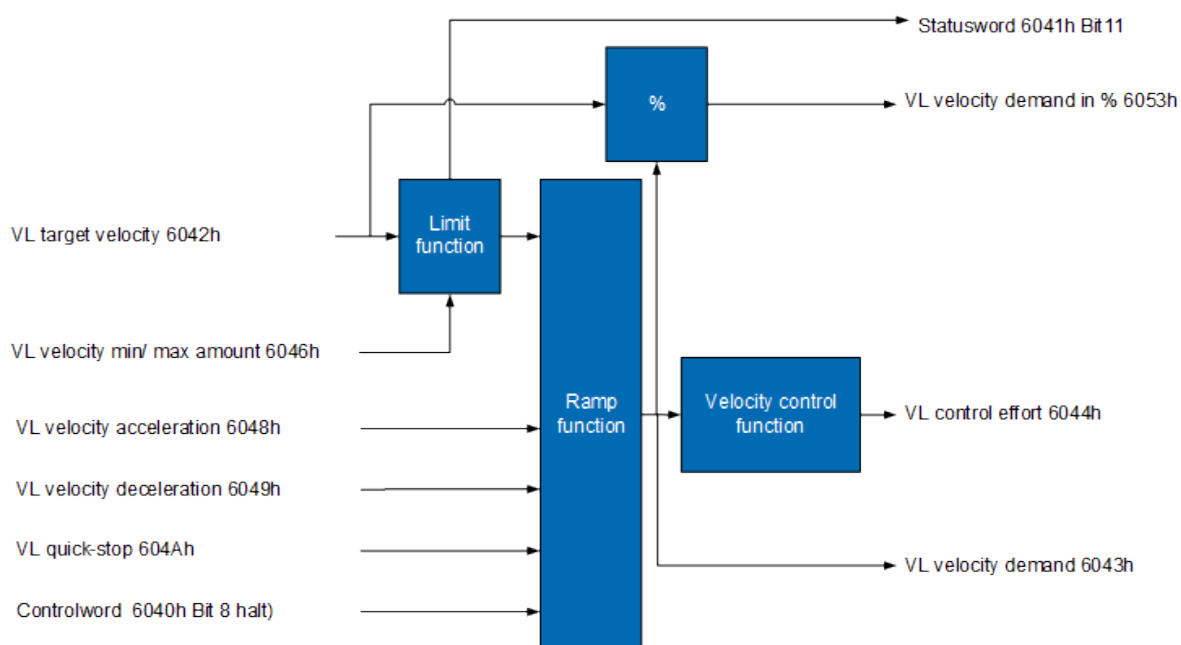 Statusword 6041h Bit11
%
VL velocity demand in % 6053h
Limit
function
VL target velocity 6042h
VL velocity min/ max amount 6046h
Ramp
function
Velocity control
function
VL control effort 6044h
VL velocity acceleration 6048h
VL velocity deceleration 6049h
VL quick-stop 604Ah
VL velocity demand 6043h
Controlword  6040h Bit 8 halt)